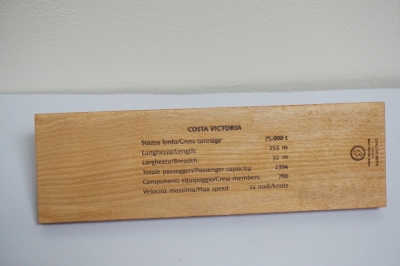 COSTA VICTORIA
Stazza lorda/Gross tonnage: 75.000 t
Lunghezza/Length: 253 m
Larghezza/Breadth: 32 m
Totale passeggeri/Passenger capacity: 2394
Componenti equipaggio/Crew members: 790
Velocità massima/Max speed: 24 nodi/knots